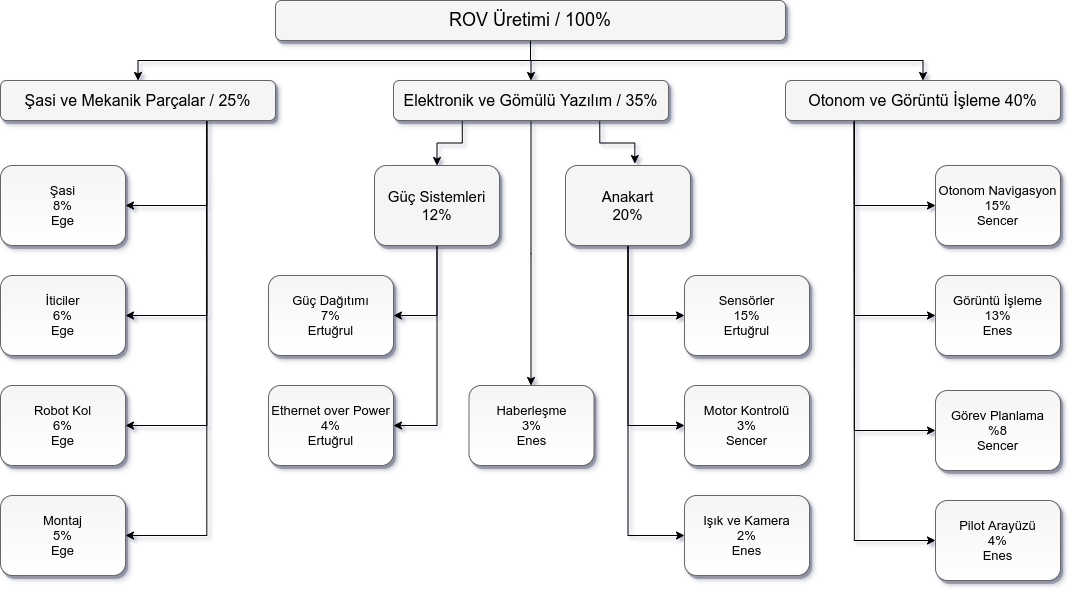 ROV Üretimi / 100%
Şasi ve Mekanik Parçalar / 25%
Elektronik ve Gömülü Yazılım / 35%
Otonom ve Görüntü İşleme 40%
Şasi
8%
Ege
İticiler
6%
Ege
Robot Kol
6%
Ege
Montaj
5%
Ege
Güç Sistemleri
12%
Güç Dağıtımı
7%
Ertuğrul
Ethernet over Power
4%
Ertuğrul
Haberleşme
3%
Enes
Anakart
20%
Sensörler
15%
Ertuğrul
Motor Kontrolü
3%
Sencer
Işık ve Kamera
2%
Enes
Otonom Navigasyon
15%
Sencer
Görüntü İşleme
13%
Enes
Görev Planlama
%8
Sencer
Pilot Arayüzü
4%
Enes